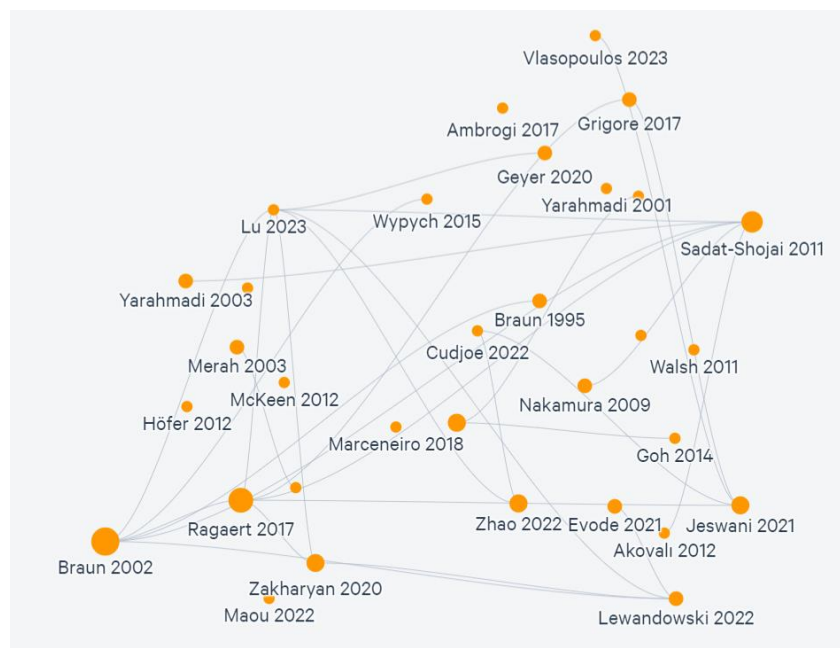 Vlasopoulos 2023
Grigore 2017
Ambrogi 2017
Geyer 2020
Yarahmadi 2001
Wypych 2015
Lu 2023
Sadat-Shojai 2011
Yarahmadi 2003
Braun 1995
Cudjoe 2022
Merah 2003
Walsh 2011
McKeen 2012
Nakamura 2009
Höfer 2012
Marceneiro 2018
Goh 2014
Ragaert 2017
Zhao 2022
Evode 2021
Jeswani 2021
Akovalı 2012
Braun 2002
Zakharyan 2020
Maou 2022
Lewandowski 2022